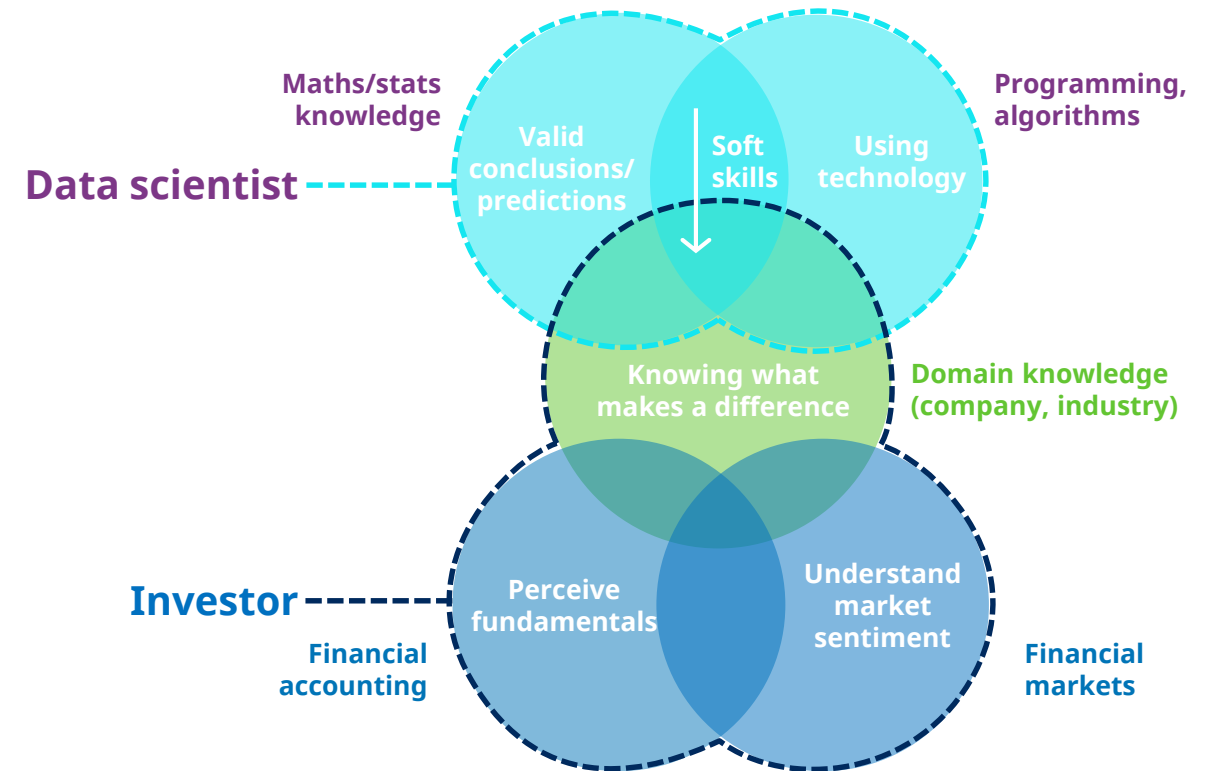 Maths/stats
knowledge
Programming,
algorithms
Valid
conclusions/
predictions
Soft
skills
Using
technology
Data scientist
Knowing what
makes a difference
Domain knowledge
(company, industry)
Perceive
fundamentals
Understand
market
sentiment
Investor
Financial
accounting
Financial
markets